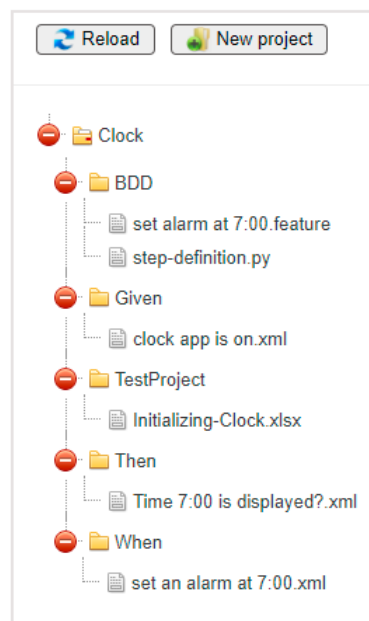 Reload New project
Clock
BDD
set alarm at 7:00.feature
step-definition.py
Given
clock app is on.xml
TestProject
Initializing-Clock.xlsx
Then
Time 7:00 is displayed?.xml
When
set an alarm at 7:00.xml